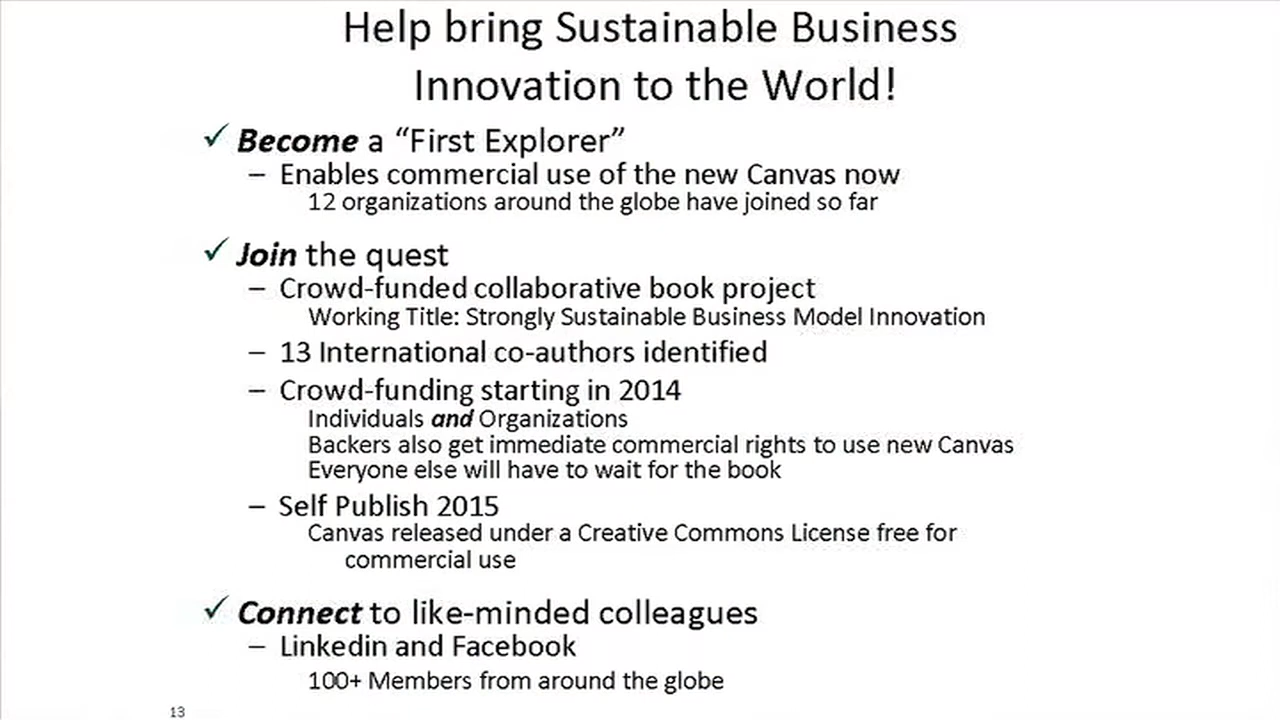 Help bring Sustainable Business
Innovation to the World!
✓ Become a “First Explorer”
– Enables commercial use of the new Canvas now
12 organizations around the globe have joined so far
✓ Join the quest
– Crowd-funded collaborative book project
Working Title: Strongly Sustainable Business Model Innovation
– 13 International co-authors identified
– Crowd-funding starting in 2014
Individuals and Organizations
Backers also get immediate commercial rights to use new Canvas
Everyone else will have to wait for the book
– Self Publish 2015
Canvas released under a Creative Commons License free for
commercial use
✓ Connect to like-minded colleagues
– Linkedin and Facebook
100+ Members from around the globe
13